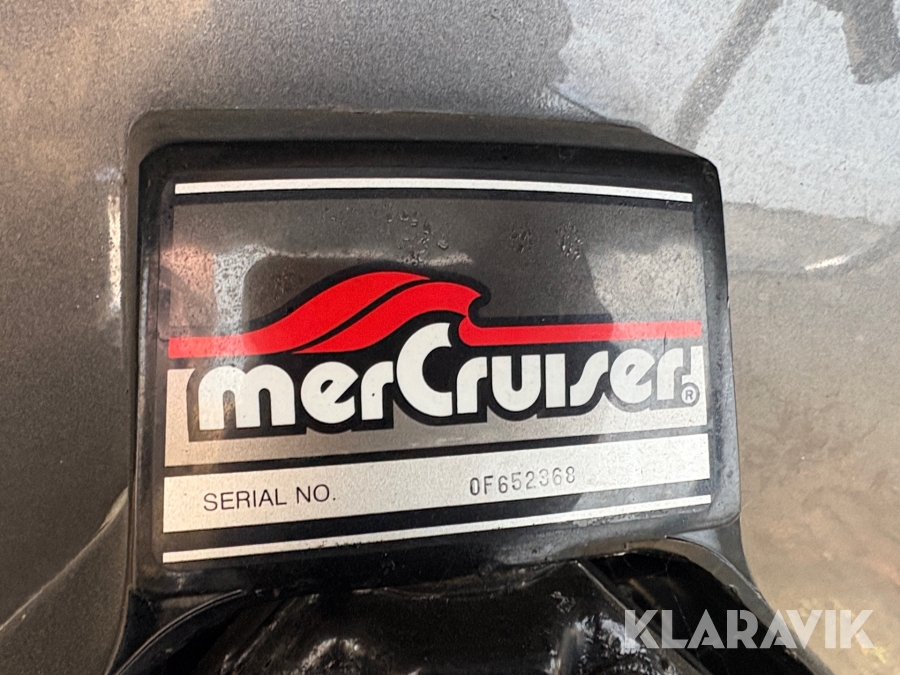 merCruiser®
SERIAL NO. 0F652368
KLARAVIK